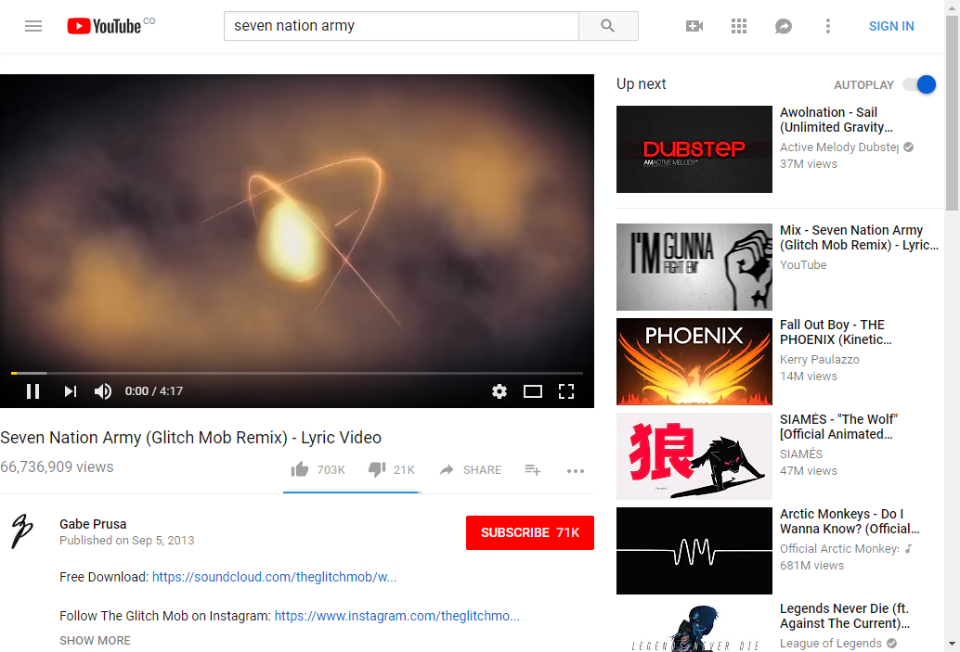 YouTube CO
seven nation army
SIGN IN
0:00 / 4:17
Seven Nation Army (Glitch Mob Remix) - Lyric Video
66,736,909 views
703K
21K
SHARE
Gabe Prusa
Published on Sep 5, 2013
SUBSCRIBE 71K
Free Download: https://soundcloud.com/theglitchmob/w...
Follow The Glitch Mob on Instagram: https://www.instagram.com/theglitchmo...
SHOW MORE
Up next
AUTOPLAY
DUBSTEP
Awolnation - Sail
(Unlimited Gravity...
Active Melody Dubstep
37M views
I'M GUNNA
FIGHT EM'
Mix - Seven Nation Army
(Glitch Mob Remix) - Lyric...
YouTube
PHOENIX
Fall Out Boy - THE
PHOENIX (Kinetic...
Kerry Paulazzo
14M views
狼
SIAMÉS - "The Wolf"
[Official Animated...
SIAMÉS
47M views
Arctic Monkeys - Do I
Wanna Know? (Official...
Official Arctic Monkeys
681M views
LEGENDS NEVER DIE
Legends Never Die (ft.
Against The Current)...
League of Legends